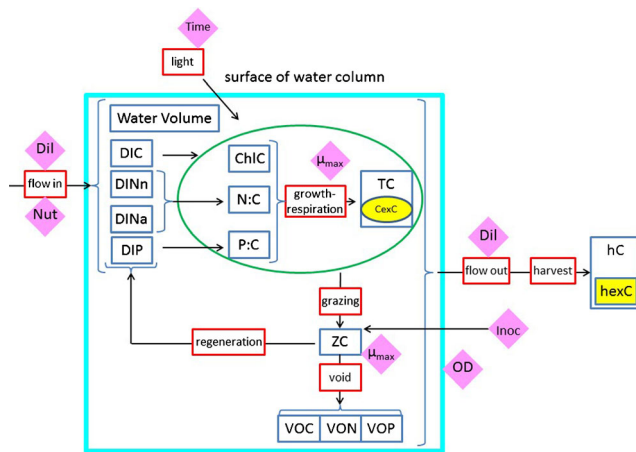 Time
light
surface of water column
Water Volume
Dil
flow in
Nut
DIC
DINn
DINa
DIP
ChlC
N:C
P:C
μmax
growth-
respiration
TC
CexC
Dil
flow out
harvest
hC
hexC
grazing
regeneration
ZC
μmax
Inoc
OD
void
VOC
VON
VOP